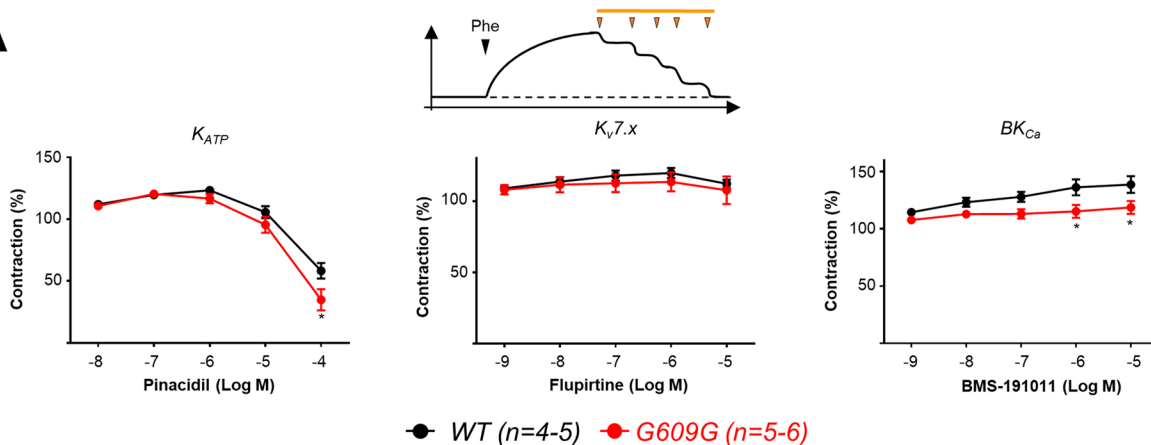 Phe
K_ATP
150
100
50
Contraction (%)
-8 -7 -6 -5 -4
*
Pinacidil (Log M)
K_v7.x
100
50
Contraction (%)
-9 -8 -7 -6 -5
Flupirtine (Log M)
BK_Ca
150
100
50
Contraction (%)
* *
-9 -8 -7 -6 -5
BMS-191011 (Log M)
WT (n=4-5) G609G (n=5-6)